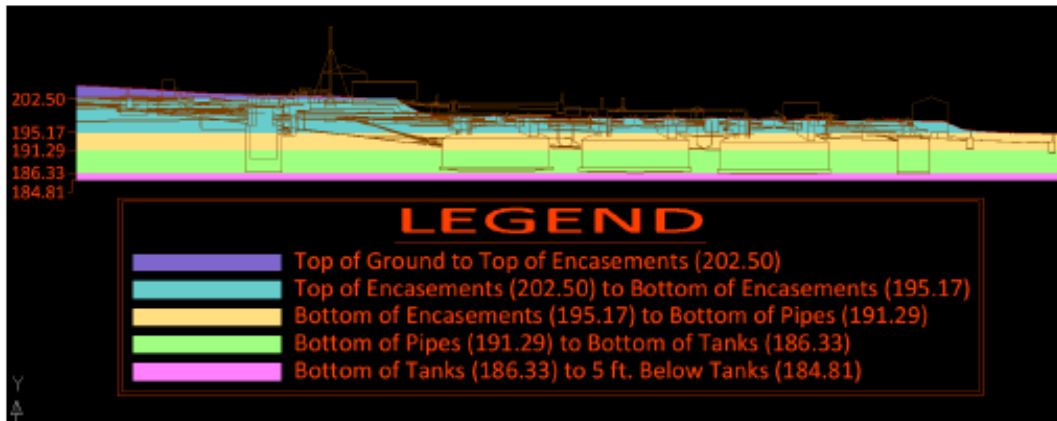 202.50
195.17
191.29
186.33
184.81
LEGEND
Top of Ground to Top of Encasements (202.50)
Top of Encasements (202.50) to Bottom of Encasements (195.17)
Bottom of Encasements (195.17) to Bottom of Pipes (191.29)
Bottom of Pipes (191.29) to Bottom of Tanks (186.33)
Bottom of Tanks (186.33) to 5 ft. Below Tanks (184.81)
Y